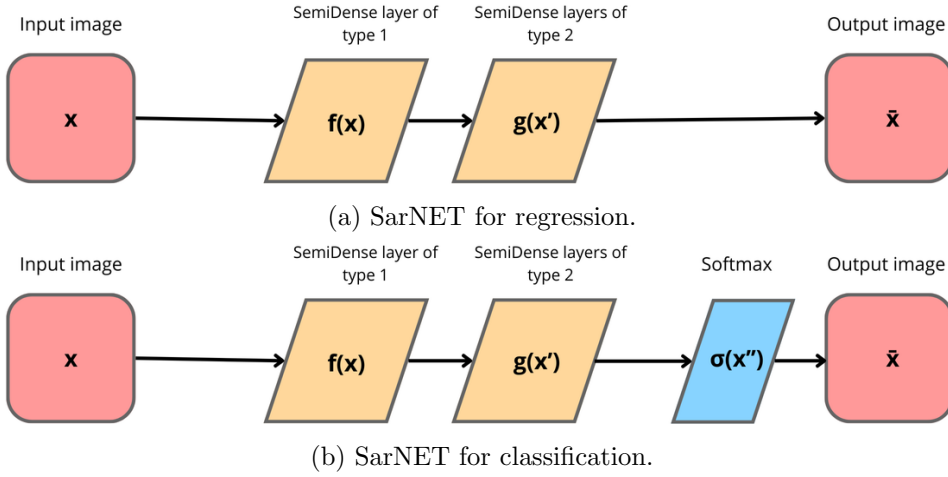 Input image
SemiDense layer of
type 1
SemiDense layers of
type 2
Output image
x
f(x)
g(x′)
x̄
(a) SarNET for regression.
Input image
SemiDense layer of
type 1
SemiDense layers of
type 2
Softmax
Output image
x
f(x)
g(x′)
σ(x″)
x̄
(b) SarNET for classification.